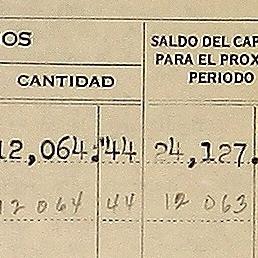 OS
CANTIDAD
SALDO DEL CAP
PARA EL PROX
PERIODO
12,064.44 24,127.
12 064 44 12 063